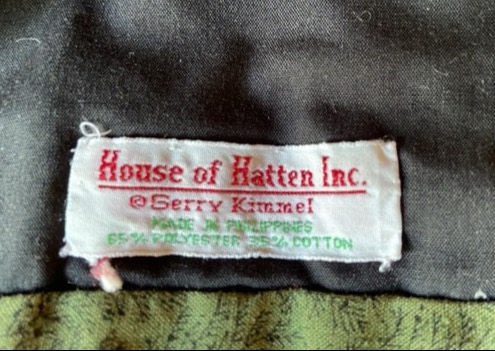 House of Hatten Inc.
©Gerry Kimmel
MADE IN PHILIPPINES
65% POLYESTER 35% COTTON